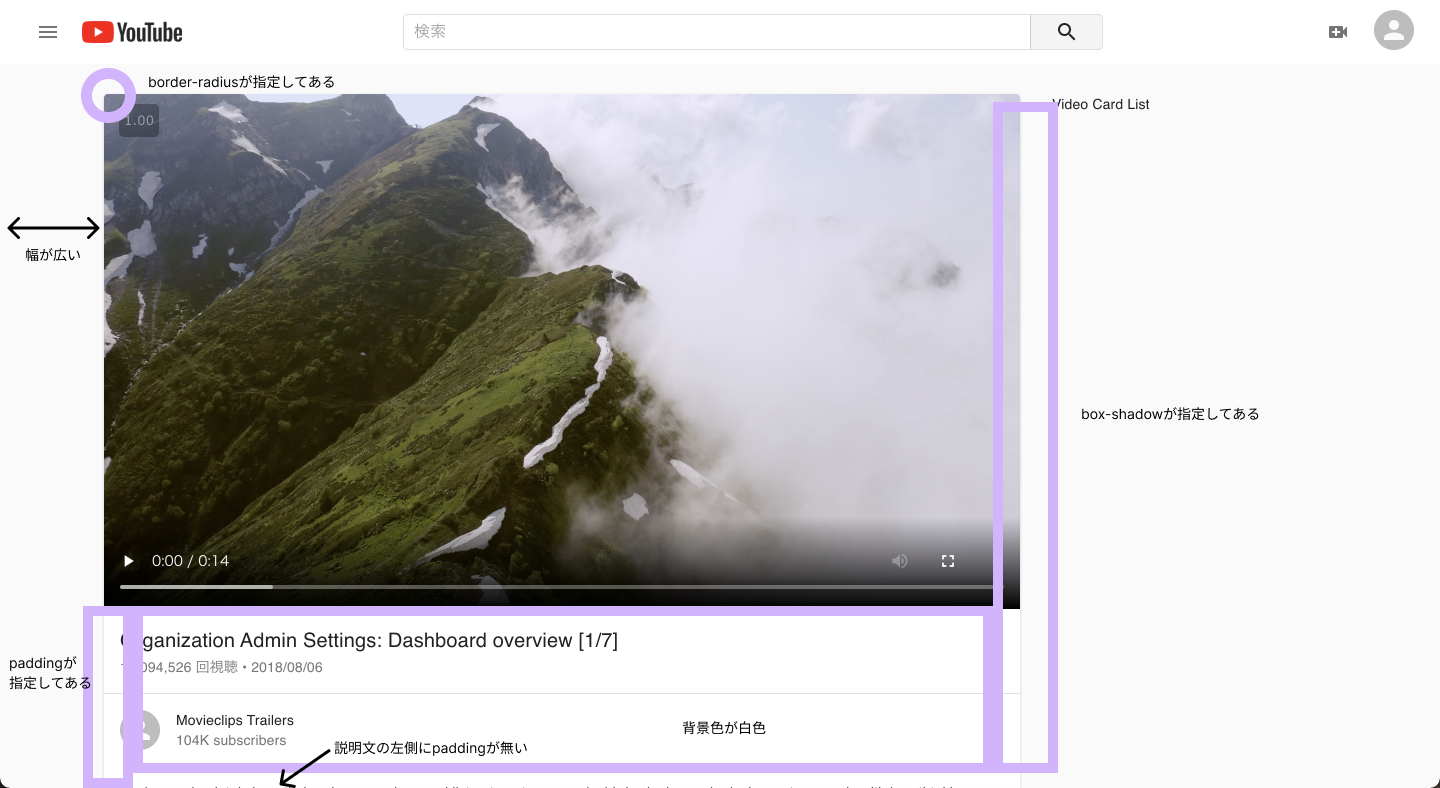 YouTube
検索
border-radiusが指定してある
1.00
Video Card List
幅が広い
box-shadowが指定してある
0:00 / 0:14
Organization Admin Settings: Dashboard overview [1/7]
094,526 回視聴・2018/08/06
paddingが
指定してある
Movieclips Trailers
104K subscribers
背景色が白色
説明文の左側にpaddingが無い